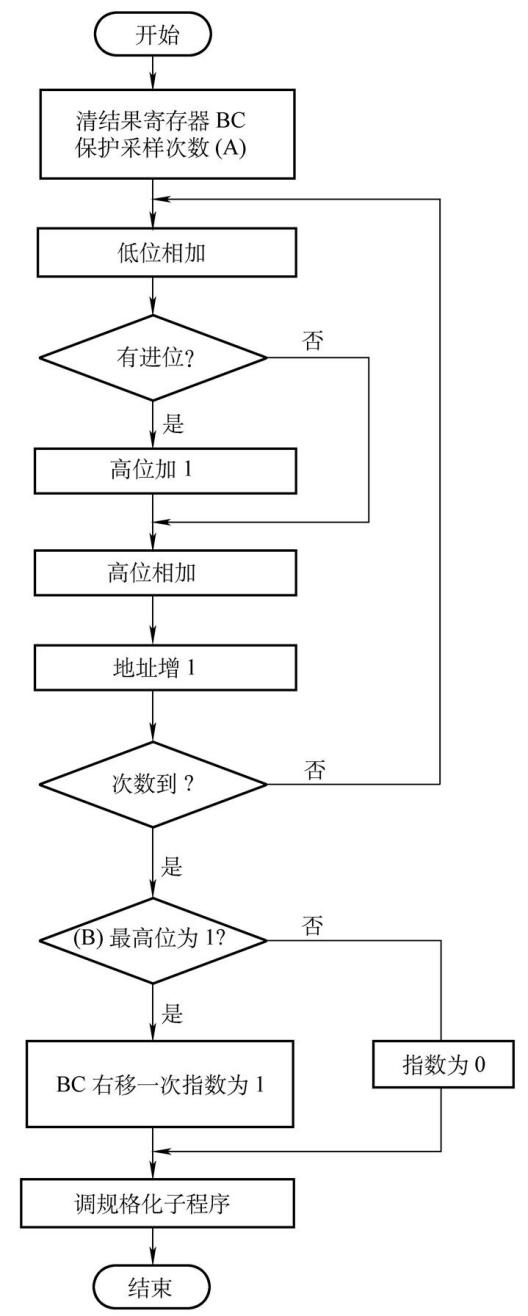 开始
清结果寄存器 BC
保护采样次数 (A)
低位相加
有进位?
否
是
高位加 1
高位相加
地址增 1
次数到 ?
否
是
(B) 最高位为 1?
否
是
BC 右移一次指数为 1
指数为 0
调规格化子程序
结束